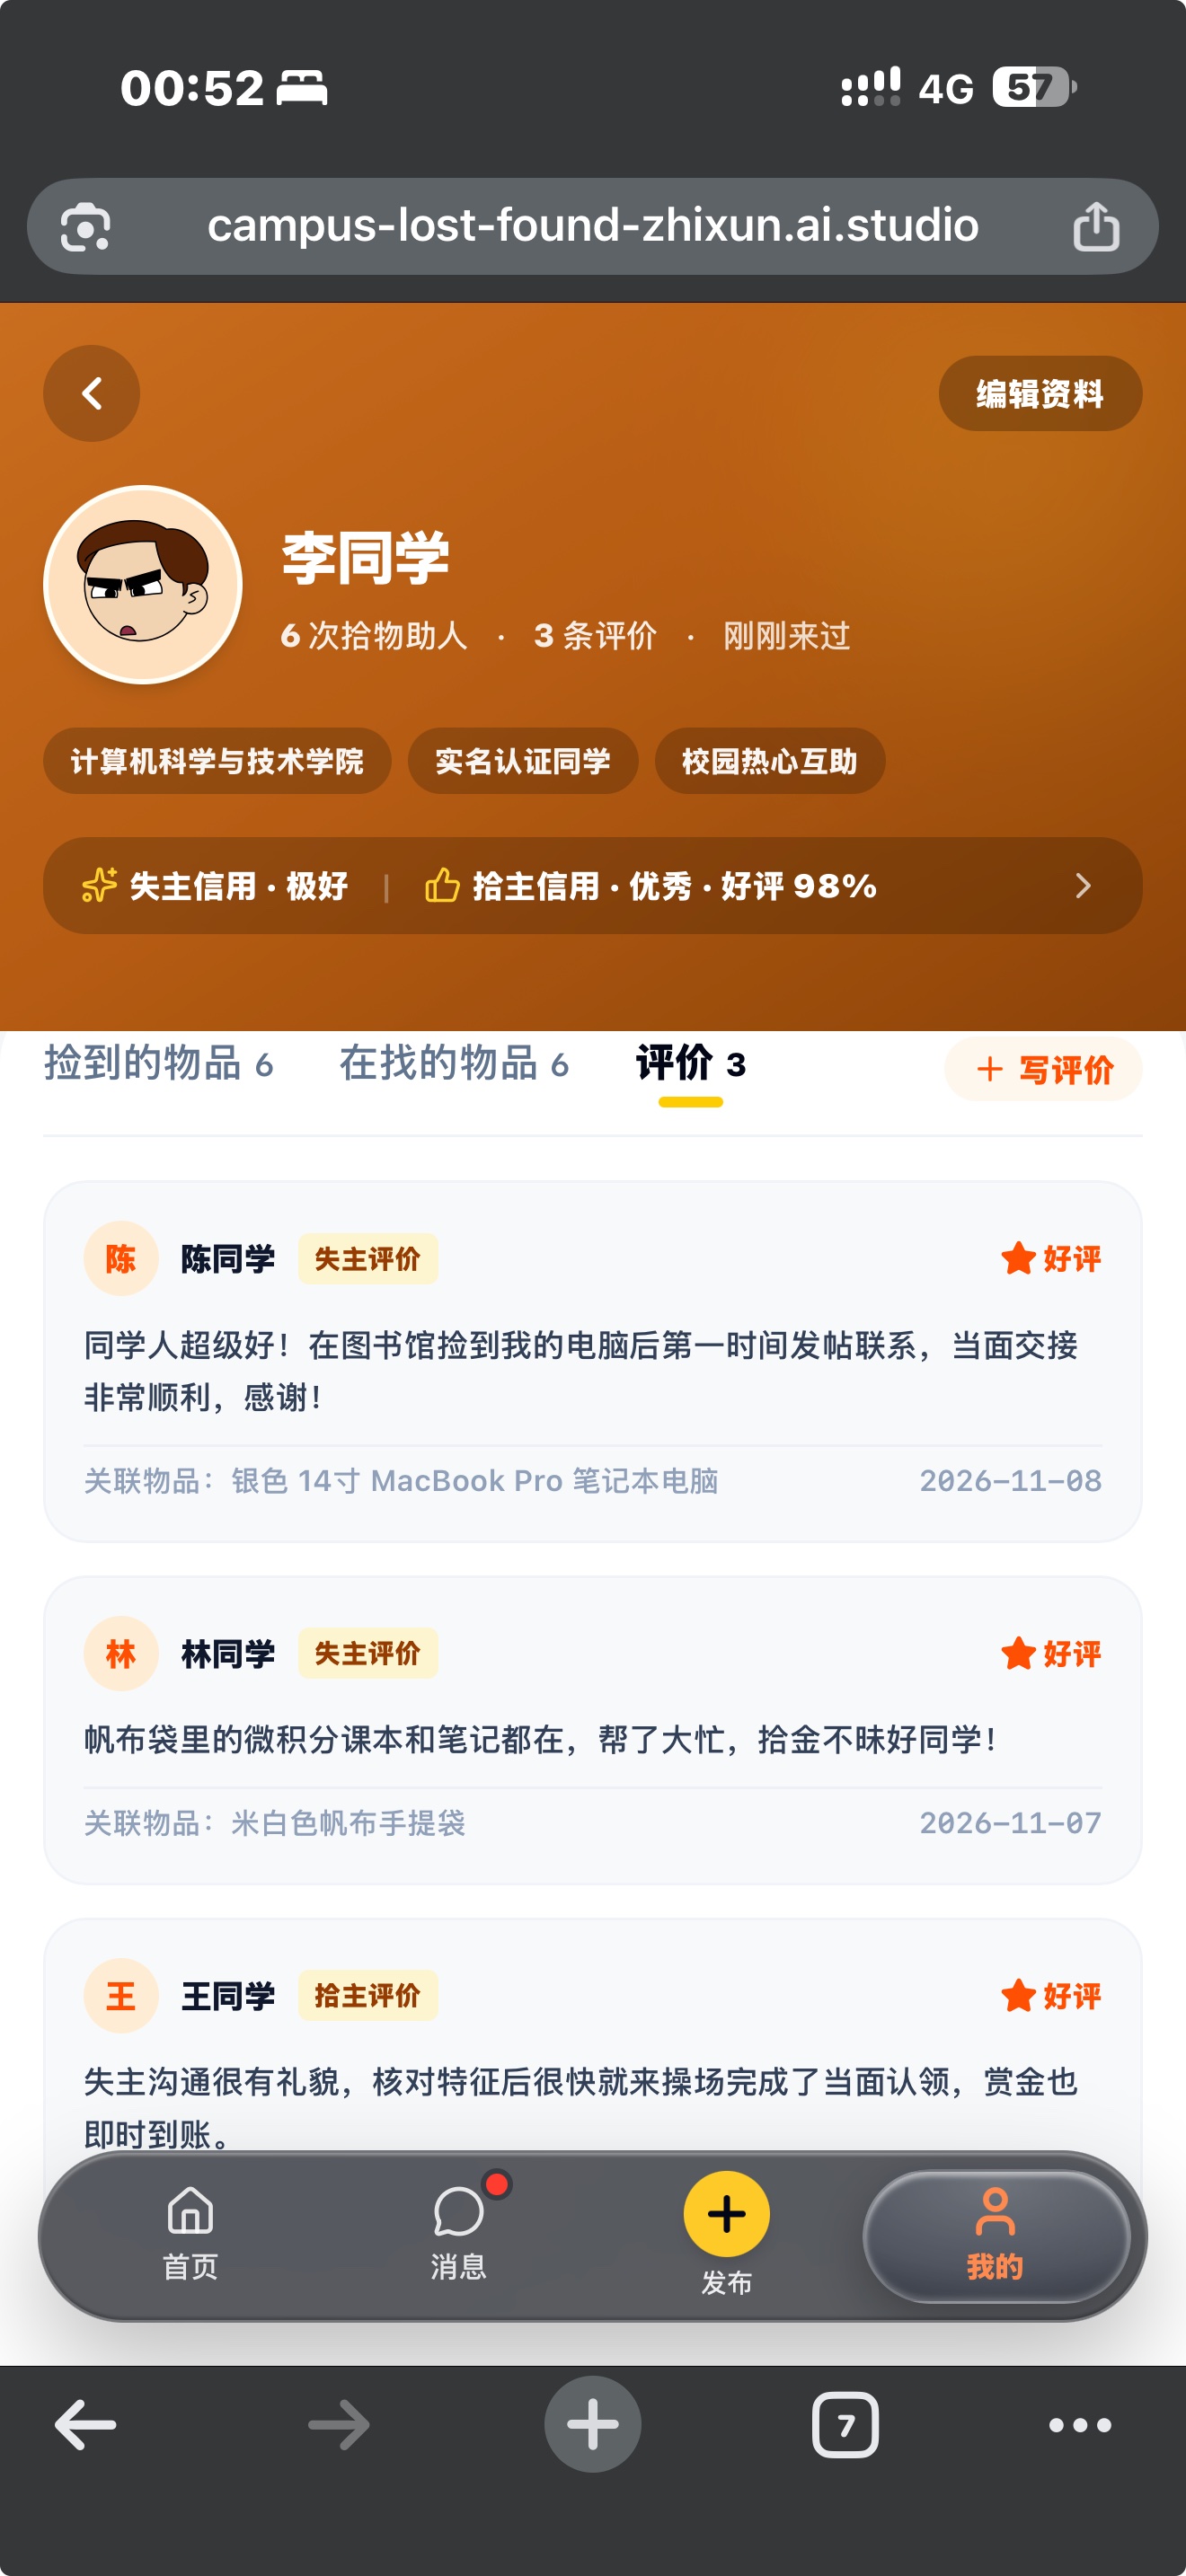 00:52
4G 57
campus-lost-found-zhixun.ai.studio
编辑资料
李同学
6 次拾物助人 · 3 条评价 · 刚刚来过
计算机科学与技术学院 实名认证同学 校园热心互助
失主信用 · 极好 | 拾主信用 · 优秀 · 好评 98%
捡到的物品 6 在找的物品 6 评价 3 + 写评价
陈 陈同学 失主评价 好评
同学人超级好！在图书馆捡到我的电脑后第一时间发帖联系，当面交接
非常顺利，感谢！
关联物品：银色 14寸 MacBook Pro 笔记本电脑 2026-11-08
林 林同学 失主评价 好评
帆布袋里的微积分课本和笔记都在，帮了大忙，拾金不昧好同学！
关联物品：米白色帆布手提袋 2026-11-07
王 王同学 拾主评价 好评
失主沟通很有礼貌，核对特征后很快就来操场完成了当面认领，赏金也
即时到账。
首页 消息 发布 我的
7